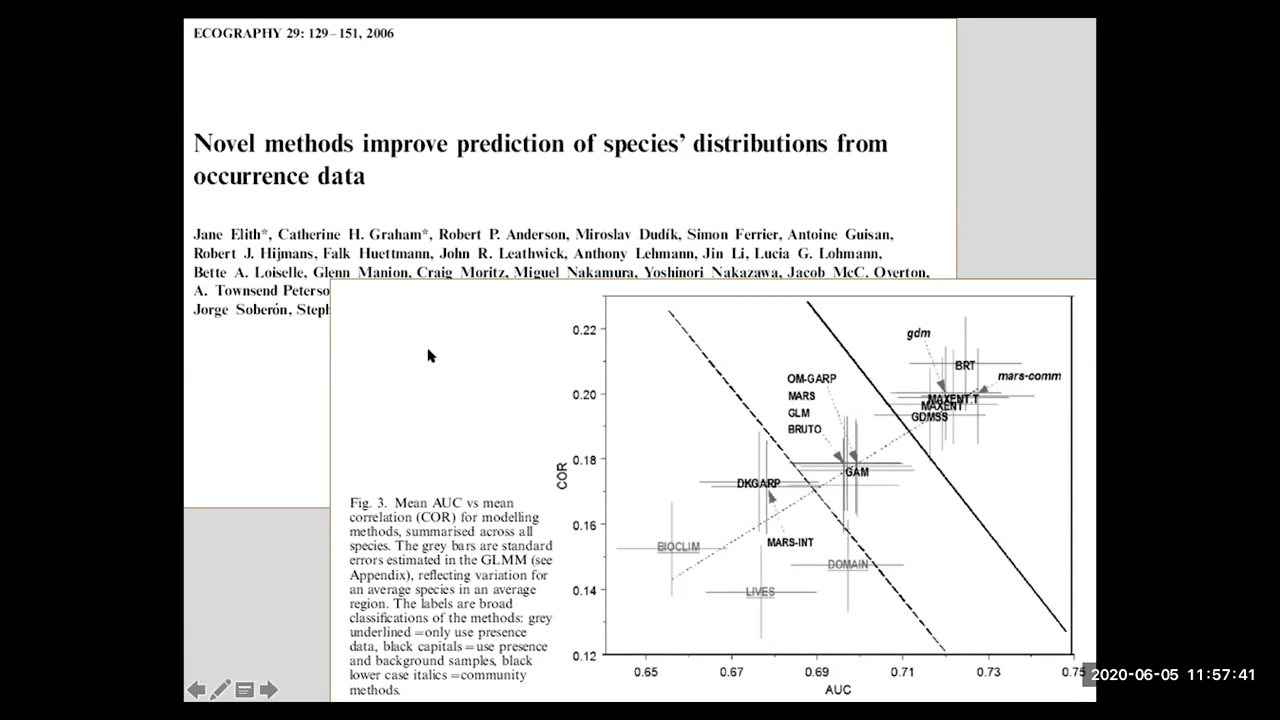 ECOGRAPHY 29: 129–151, 2006
Novel methods improve prediction of species’ distributions from
occurrence data
Jane Elith*, Catherine H. Graham*, Robert P. Anderson, Miroslav Dudík, Simon Ferrier, Antoine Guisan,
Robert J. Hijmans, Falk Huettmann, John R. Leathwick, Anthony Lehmann, Jin Li, Lucia G. Lohmann,
Bette A. Loiselle, Glenn Manion, Craig Moritz, Miguel Nakamura, Yoshinori Nakazawa, Jacob McC. Overton,
A. Townsend
Jorge Soberón,
Fig. 3. Mean AUC vs mean
correlation (COR) for modelling
methods, summarised across all
species. The grey bars are standard
errors estimated in the GLMM (see
Appendix), reflecting variation for
an average species in an average
region. The labels are broad
classifications of the methods: grey
underlined =only use presence
data, black capitals=use presence
and background samples, black
lower case italics =community
methods.
COR
0.22
0.20
0.18
0.16
0.14
0.12
gdm
BRT
mars-comm
OM-GARP
MARS
GLM
BRUTO
MAXENT.T
MAXENT
GDMSS
GAM
DKGARP
MARS-INT
BIOCLIM
DOMAIN
LIVES
0.65 0.67 0.69 0.71 0.73 0.75
AUC
2020-06-05 11:57:41